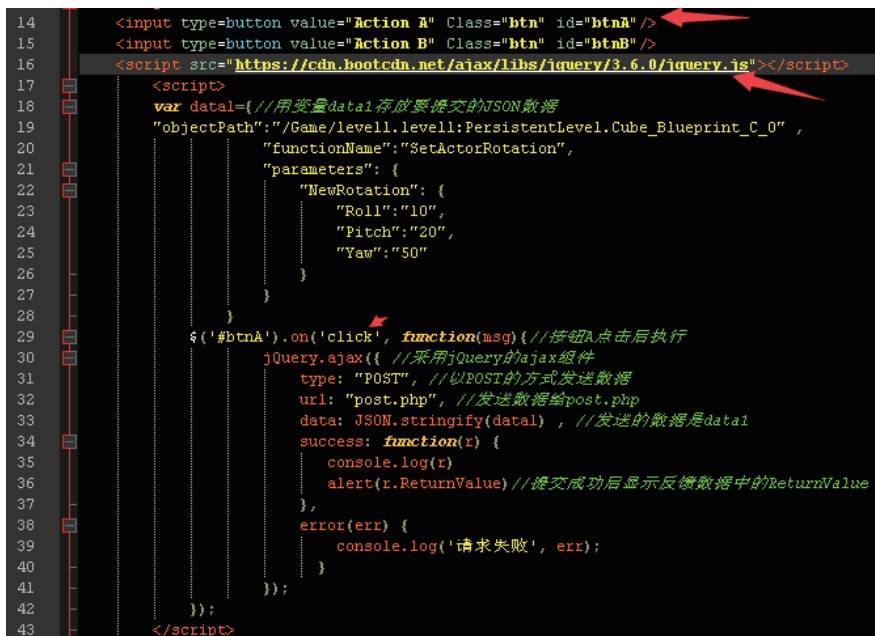 14 <input type=button value="Action A" Class="btn" id="btnA"/>
15 <input type=button value="Action B" Class="btn" id="btnB"/>
16 <script src="https://cdn.bootcdn.net/ajax/libs/jquery/3.6.0/jquery.js"></script>
17 <script>
18 var data1={//用变量data1存放要提交的JSON数据
19 "objectPath":"/Game/level1.level1:PersistentLevel.Cube_Blueprint_C_0" ,
20 "functionName":"SetActorRotation",
21 "parameters": {
22 "NewRotation": {
23 "Roll":"10",
24 "Pitch":"20",
25 "Yaw":"50"
26 }
27 }
28 }
29 $('#btnA').on('click', function(msg){//按钮A点击后执行
30 jQuery.ajax({ //采用jQuery的ajax组件
31 type: "POST", //以POST的方式发送数据
32 url: "post.php", //发送数据给post.php
33 data: JSON.stringify(data1) , //发送的数据是data1
34 success: function(r) {
35 console.log(r)
36 alert(r.ReturnValue)//提交成功后显示反馈数据中的ReturnValue
37 },
38 error(err) {
39 console.log('请求失败', err);
40 }
41 });
42 });
43 </script>